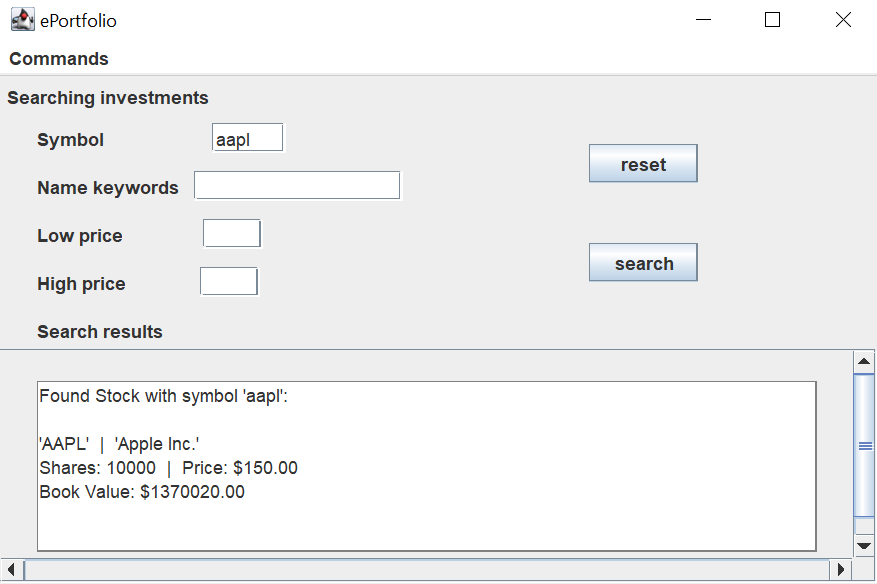 ePortfolio
Commands
Searching investments
Symbol aapl
reset
Name keywords
Low price
search
High price
Search results
Found Stock with symbol 'aapl':
'AAPL' | 'Apple Inc.'
Shares: 10000 | Price: $150.00
Book Value: $1370020.00